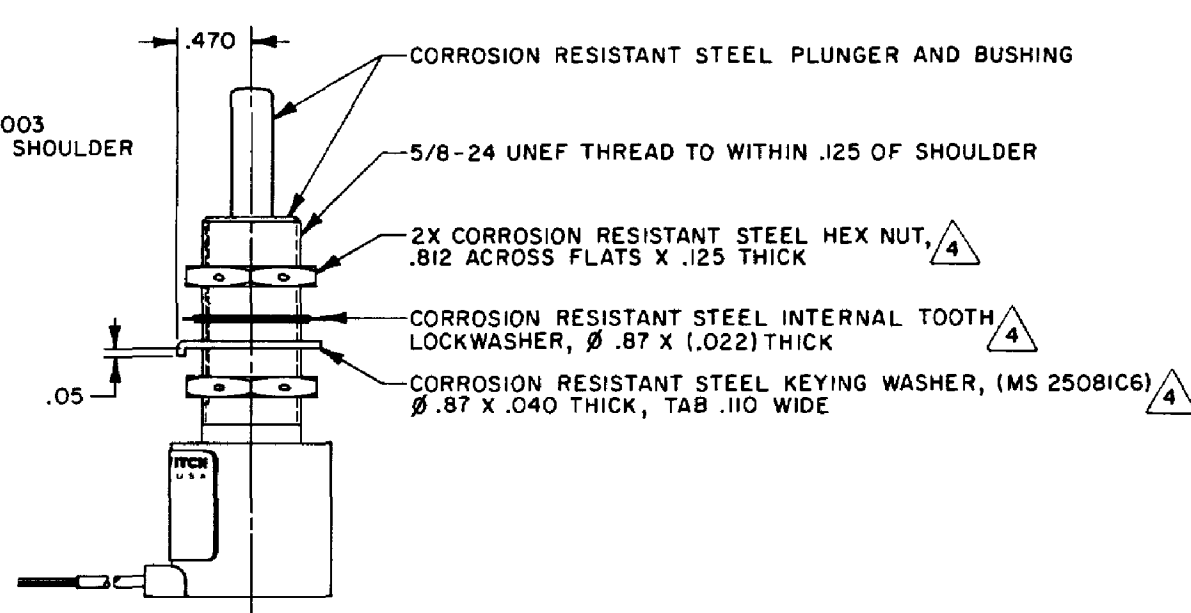 .470
CORROSION RESISTANT STEEL PLUNGER AND BUSHING
003
SHOULDER
5/8-24 UNEF THREAD TO WITHIN .125 OF SHOULDER
2X CORROSION RESISTANT STEEL HEX NUT, 4
.812 ACROSS FLATS X .125 THICK
CORROSION RESISTANT STEEL INTERNAL TOOTH 4
LOCKWASHER, Ø .87 X (.022) THICK
.05
CORROSION RESISTANT STEEL KEYING WASHER, (MS 25081C6) 4
Ø .87 X .040 THICK, TAB .110 WIDE
ITCH
USA